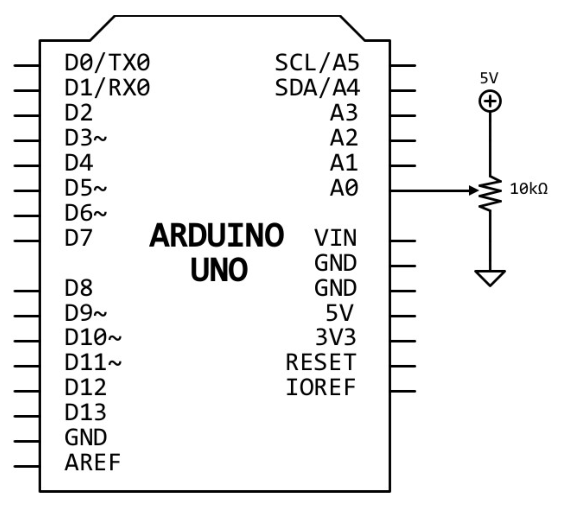 D0/TX0
D1/RX0
D2
D3~
D4
D5~
D6~
D7
D8
D9~
D10~
D11~
D12
D13
GND
AREF
ARDUINO
UNO
SCL/A5
SDA/A4
A3
A2
A1
A0
VIN
GND
GND
5V
3V3
RESET
IOREF
5V
10kΩ